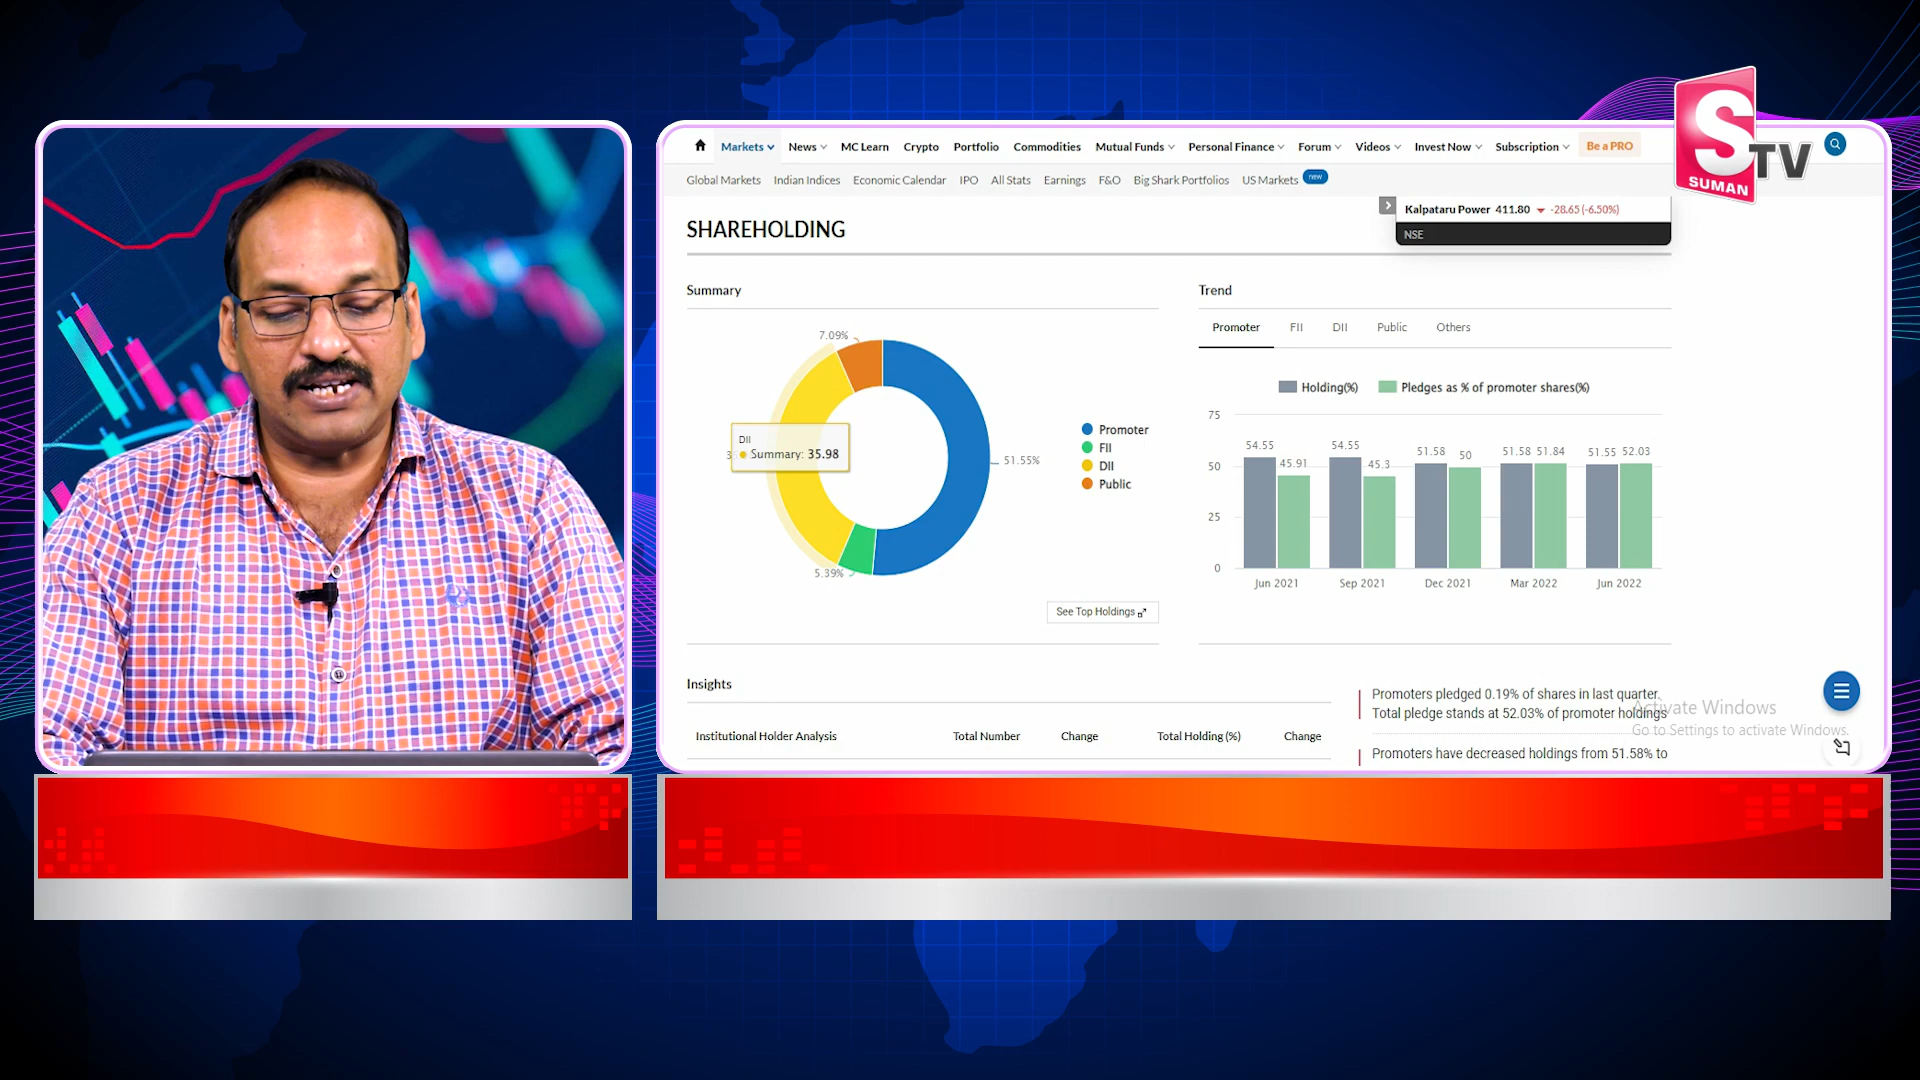 S
TV
SUMAN
Markets News MC Learn Crypto Portfolio Commodities Mutual Funds Personal Finance Forum Videos Invest Now Subscription Be a PRO
Global Markets Indian Indices Economic Calendar IPO All Stats Earnings F&O Big Shark Portfolios US Markets new
Kalpataru Power 411.80 -28.65 (-6.50%)
NSE
SHAREHOLDING
Summary
7.09%
DII
Summary: 35.98
51.55%
5.39%
Promoter
FII
DII
Public
See Top Holdings
Trend
Promoter FII DII Public Others
Holding(%) Pledges as % of promoter shares(%)
75
50
25
0
54.55 45.91 54.55 45.3 51.58 50 51.58 51.84 51.55 52.03
Jun 2021 Sep 2021 Dec 2021 Mar 2022 Jun 2022
Insights
Institutional Holder Analysis Total Number Change Total Holding (%) Change
Promoters pledged 0.19% of shares in last quarter.
Total pledge stands at 52.03% of promoter holdings
Promoters have decreased holdings from 51.58% to
Activate Windows
Go to Settings to activate Windows.